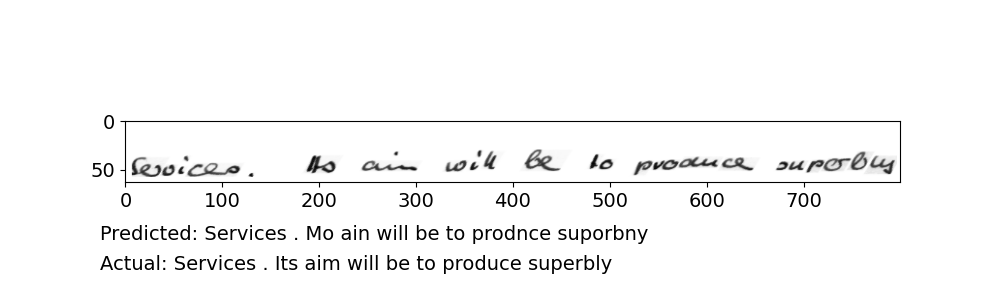 0
50
Services. Its aim will be to produce superbly
0 100 200 300 400 500 600 700
Predicted: Services . Mo ain will be to prodnce suporbny
Actual: Services . Its aim will be to produce superbly